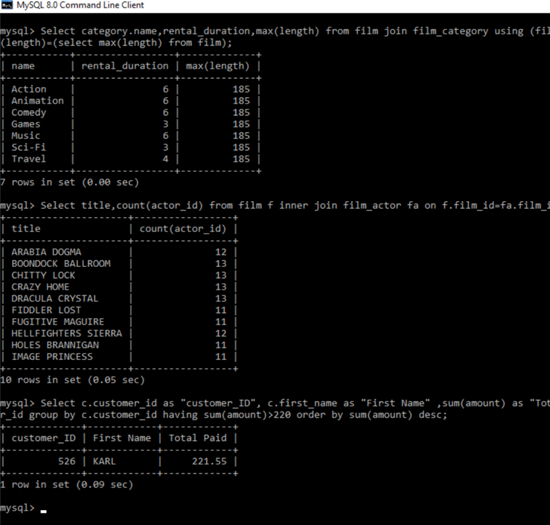 MySQL 8.0 Command Line Client
mysql> Select category.name,rental_duration,max(length) from film join film_category using (fil
(length)=(select max(length) from film);
+-----------+-----------------+-------------+
| name | rental_duration | max(length) |
+-----------+-----------------+-------------+
| Action | 6 | 185 |
| Animation | 6 | 185 |
| Comedy | 6 | 185 |
| Games | 3 | 185 |
| Music | 6 | 185 |
| Sci-Fi | 3 | 185 |
| Travel | 4 | 185 |
+-----------+-----------------+-------------+
7 rows in set (0.00 sec)
mysql> Select title,count(actor_id) from film f inner join film_actor fa on f.film_id=fa.film_i
+--------------------+-----------------+
| title | count(actor_id) |
+--------------------+-----------------+
| ARABIA DOGMA | 12 |
| BOONDOCK BALLROOM | 13 |
| CHITTY LOCK | 13 |
| CRAZY HOME | 13 |
| DRACULA CRYSTAL | 13 |
| FIDDLER LOST | 11 |
| FUGITIVE MAGUIRE | 11 |
| HELLFIGHTERS SIERRA | 12 |
| HOLES BRANNIGAN | 11 |
| IMAGE PRINCESS | 11 |
+--------------------+-----------------+
10 rows in set (0.05 sec)
mysql> Select c.customer_id as "customer_ID", c.first_name as "First Name" ,sum(amount) as "Tot
r_id group by c.customer_id having sum(amount)>220 order by sum(amount) desc;
+-------------+------------+------------+
| customer_ID | First Name | Total Paid |
+-------------+------------+------------+
| 526 | KARL | 221.55 |
+-------------+------------+------------+
1 row in set (0.09 sec)
mysql> _